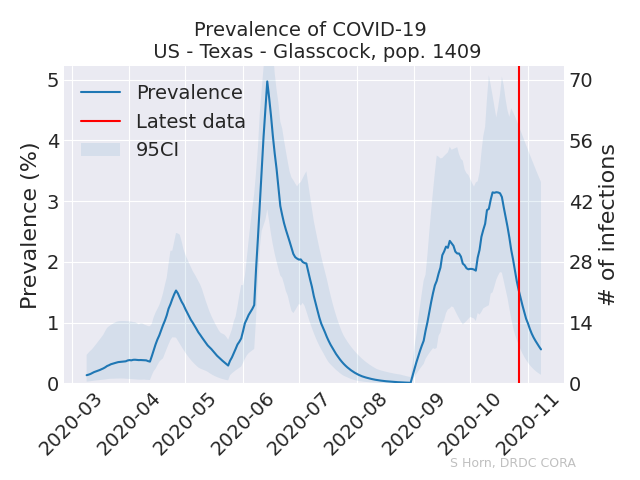 Prevalence of COVID-19
US - Texas - Glasscock, pop. 1409
Prevalence
Latest data
95CI
Prevalence (%)
5
4
3
2
1
0
# of infections
70
56
42
28
14
0
2020-03
2020-04
2020-05
2020-06
2020-07
2020-08
2020-09
2020-10
2020-11
S Horn, DRDC CORA